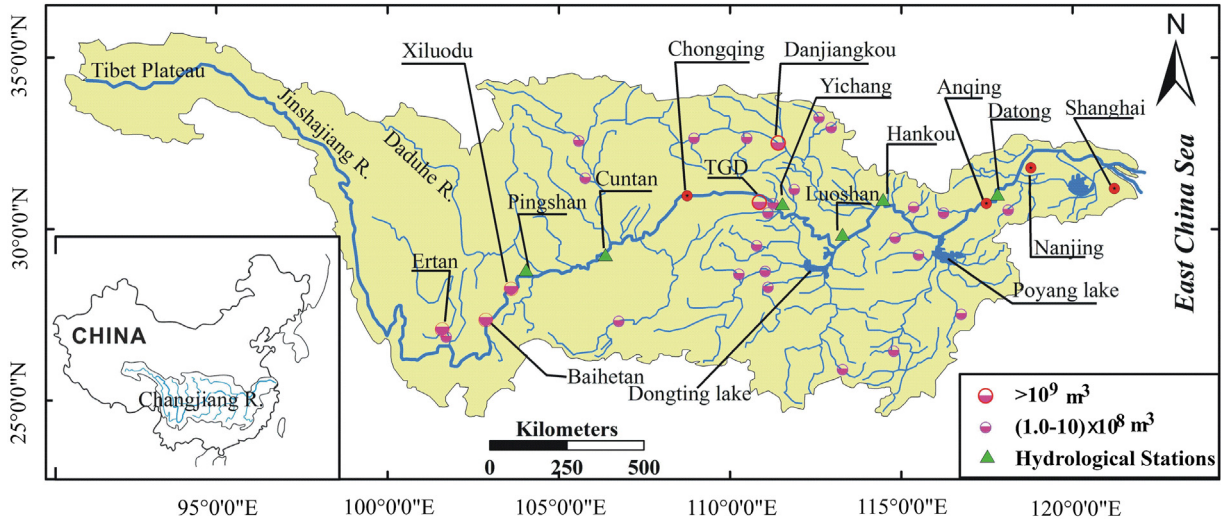 Xiluodu
Chongqing
Danjiangkou
Yichang
Anqing
Datong
Shanghai
N
35°0'0"N
30°0'0"N
25°0'0"N
Tibet Plateau
Jinshajiang R.
Daduhe R.
Hankou
TGD
Cuntan
Pingshan
Luoshan
Ertan
Nanjing
Poyang lake
East China Sea
Baihetan
Dongting lake
CHINA
Changjiang R.
Kilometers
0 250 500
>10⁹ m³
(1.0-10)×10⁸ m³
Hydrological Stations
95°0'0"E
100°0'0"E
105°0'0"E
110°0'0"E
115°0'0"E
120°0'0"E